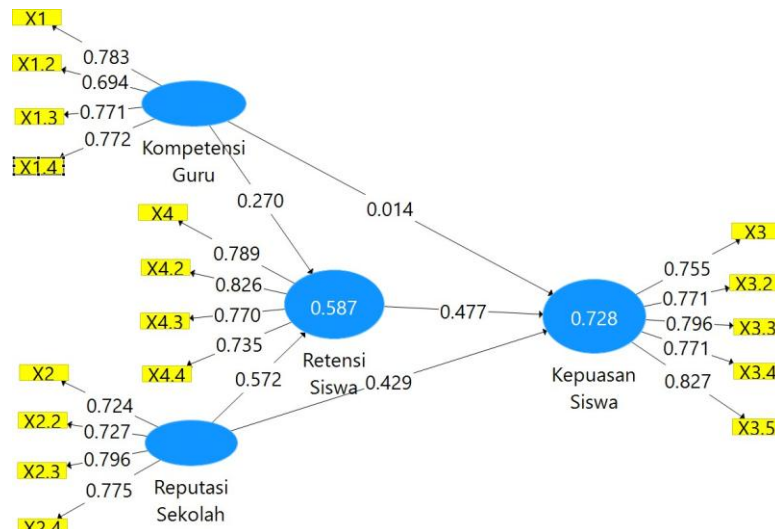 X1
0.783
X1.2
0.694
X1.3
0.771
X1.4
0.772
Kompetensi
Guru
0.270
0.014
X4
0.789
X4.2
0.826
X4.3
0.770
X4.4
0.735
0.587
Retensi
Siswa
0.477
0.572
0.429
X2
0.724
X2.2
0.727
X2.3
0.796
X2.4
0.775
Reputasi
Sekolah
0.728
Kepuasan
Siswa
X3
0.755
X3.2
0.771
X3.3
0.796
X3.4
0.771
X3.5
0.827